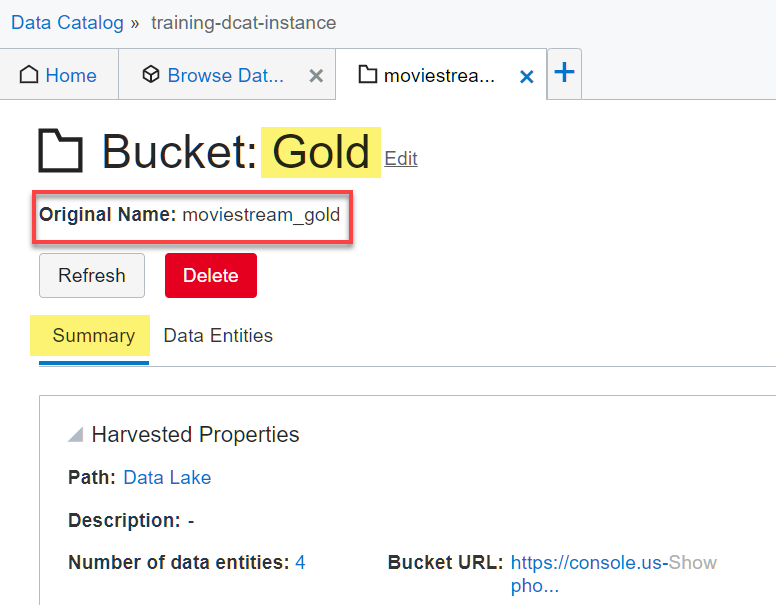 Data Catalog » training-dcat-instance
Home Browse Dat... moviestrea...
Bucket: Gold Edit
Original Name: moviestream_gold
Refresh Delete
Summary Data Entities
Harvested Properties
Path: Data Lake
Description: -
Number of data entities: 4 Bucket URL: https://console.us-Show
pho...